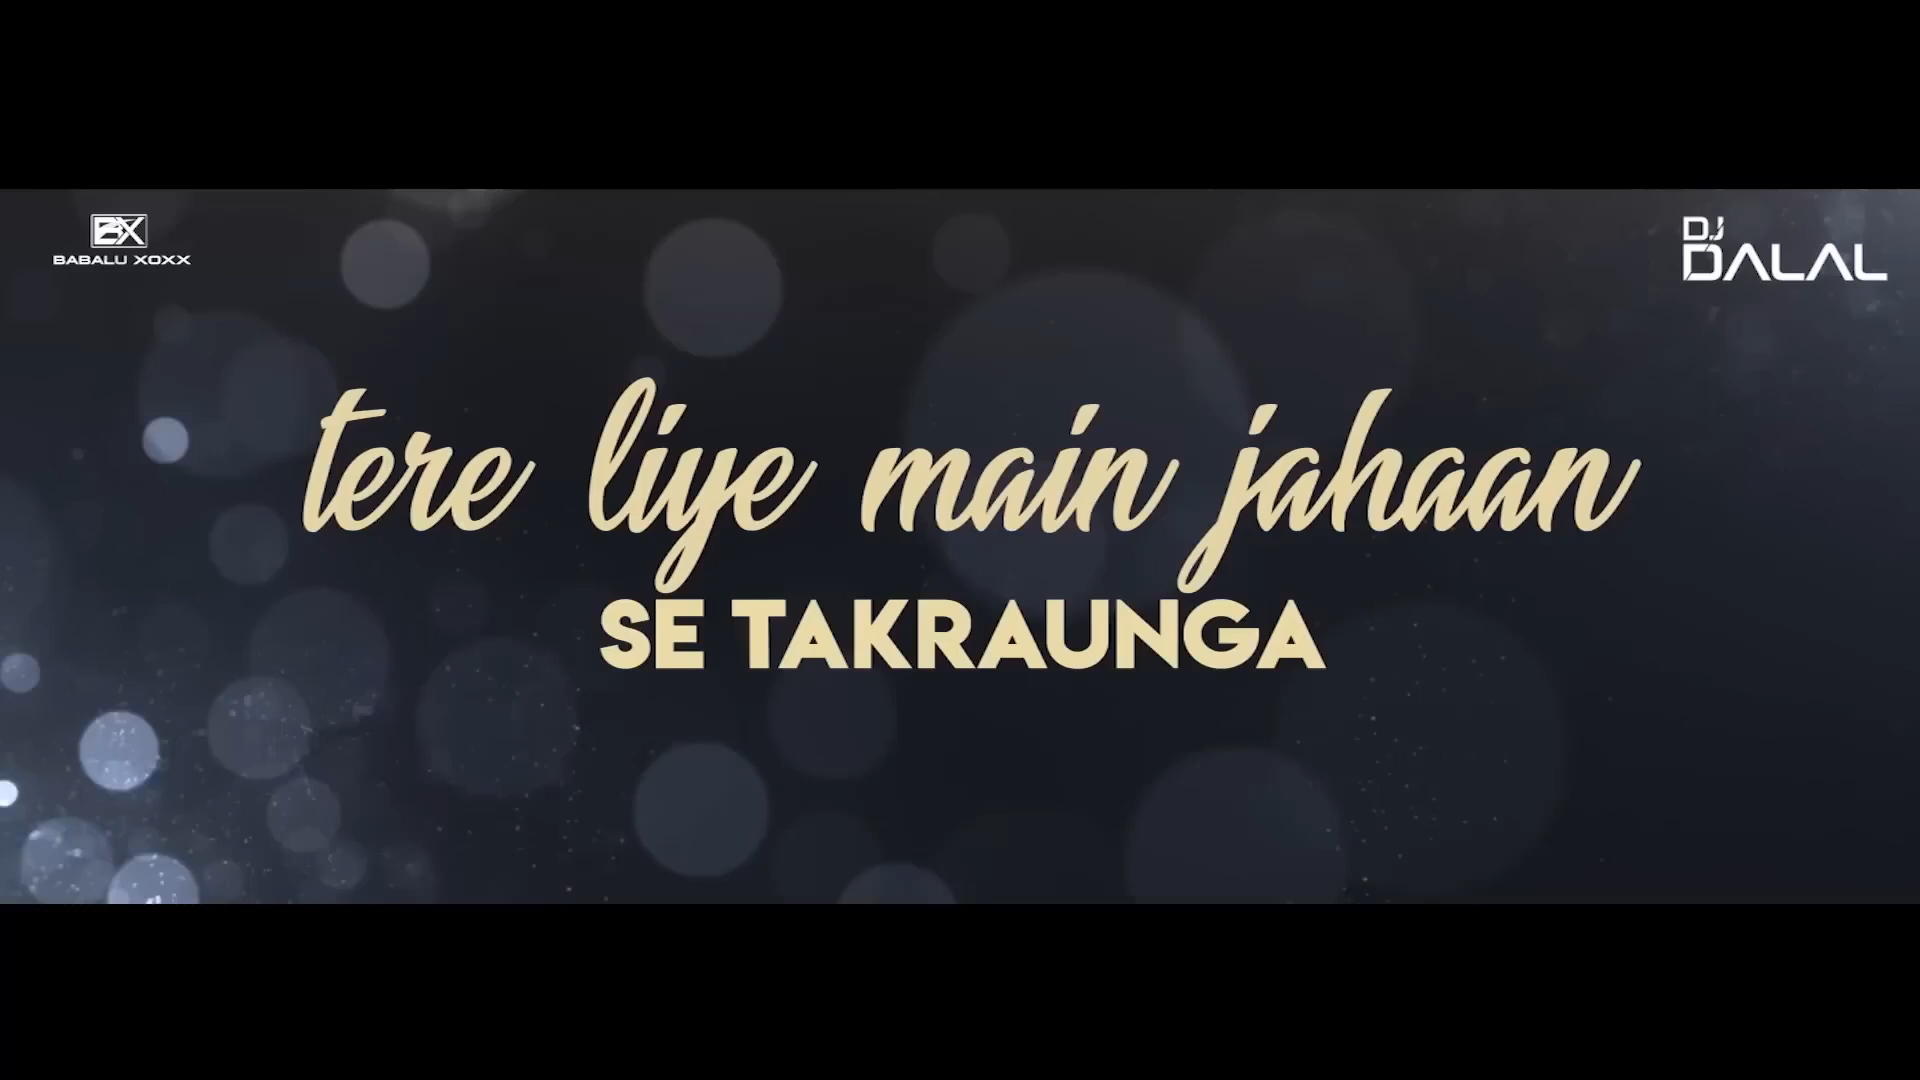 BX
BABALU XOXX
DJ
DALAL
tere liye main jahaan
SE TAKRAUNGA